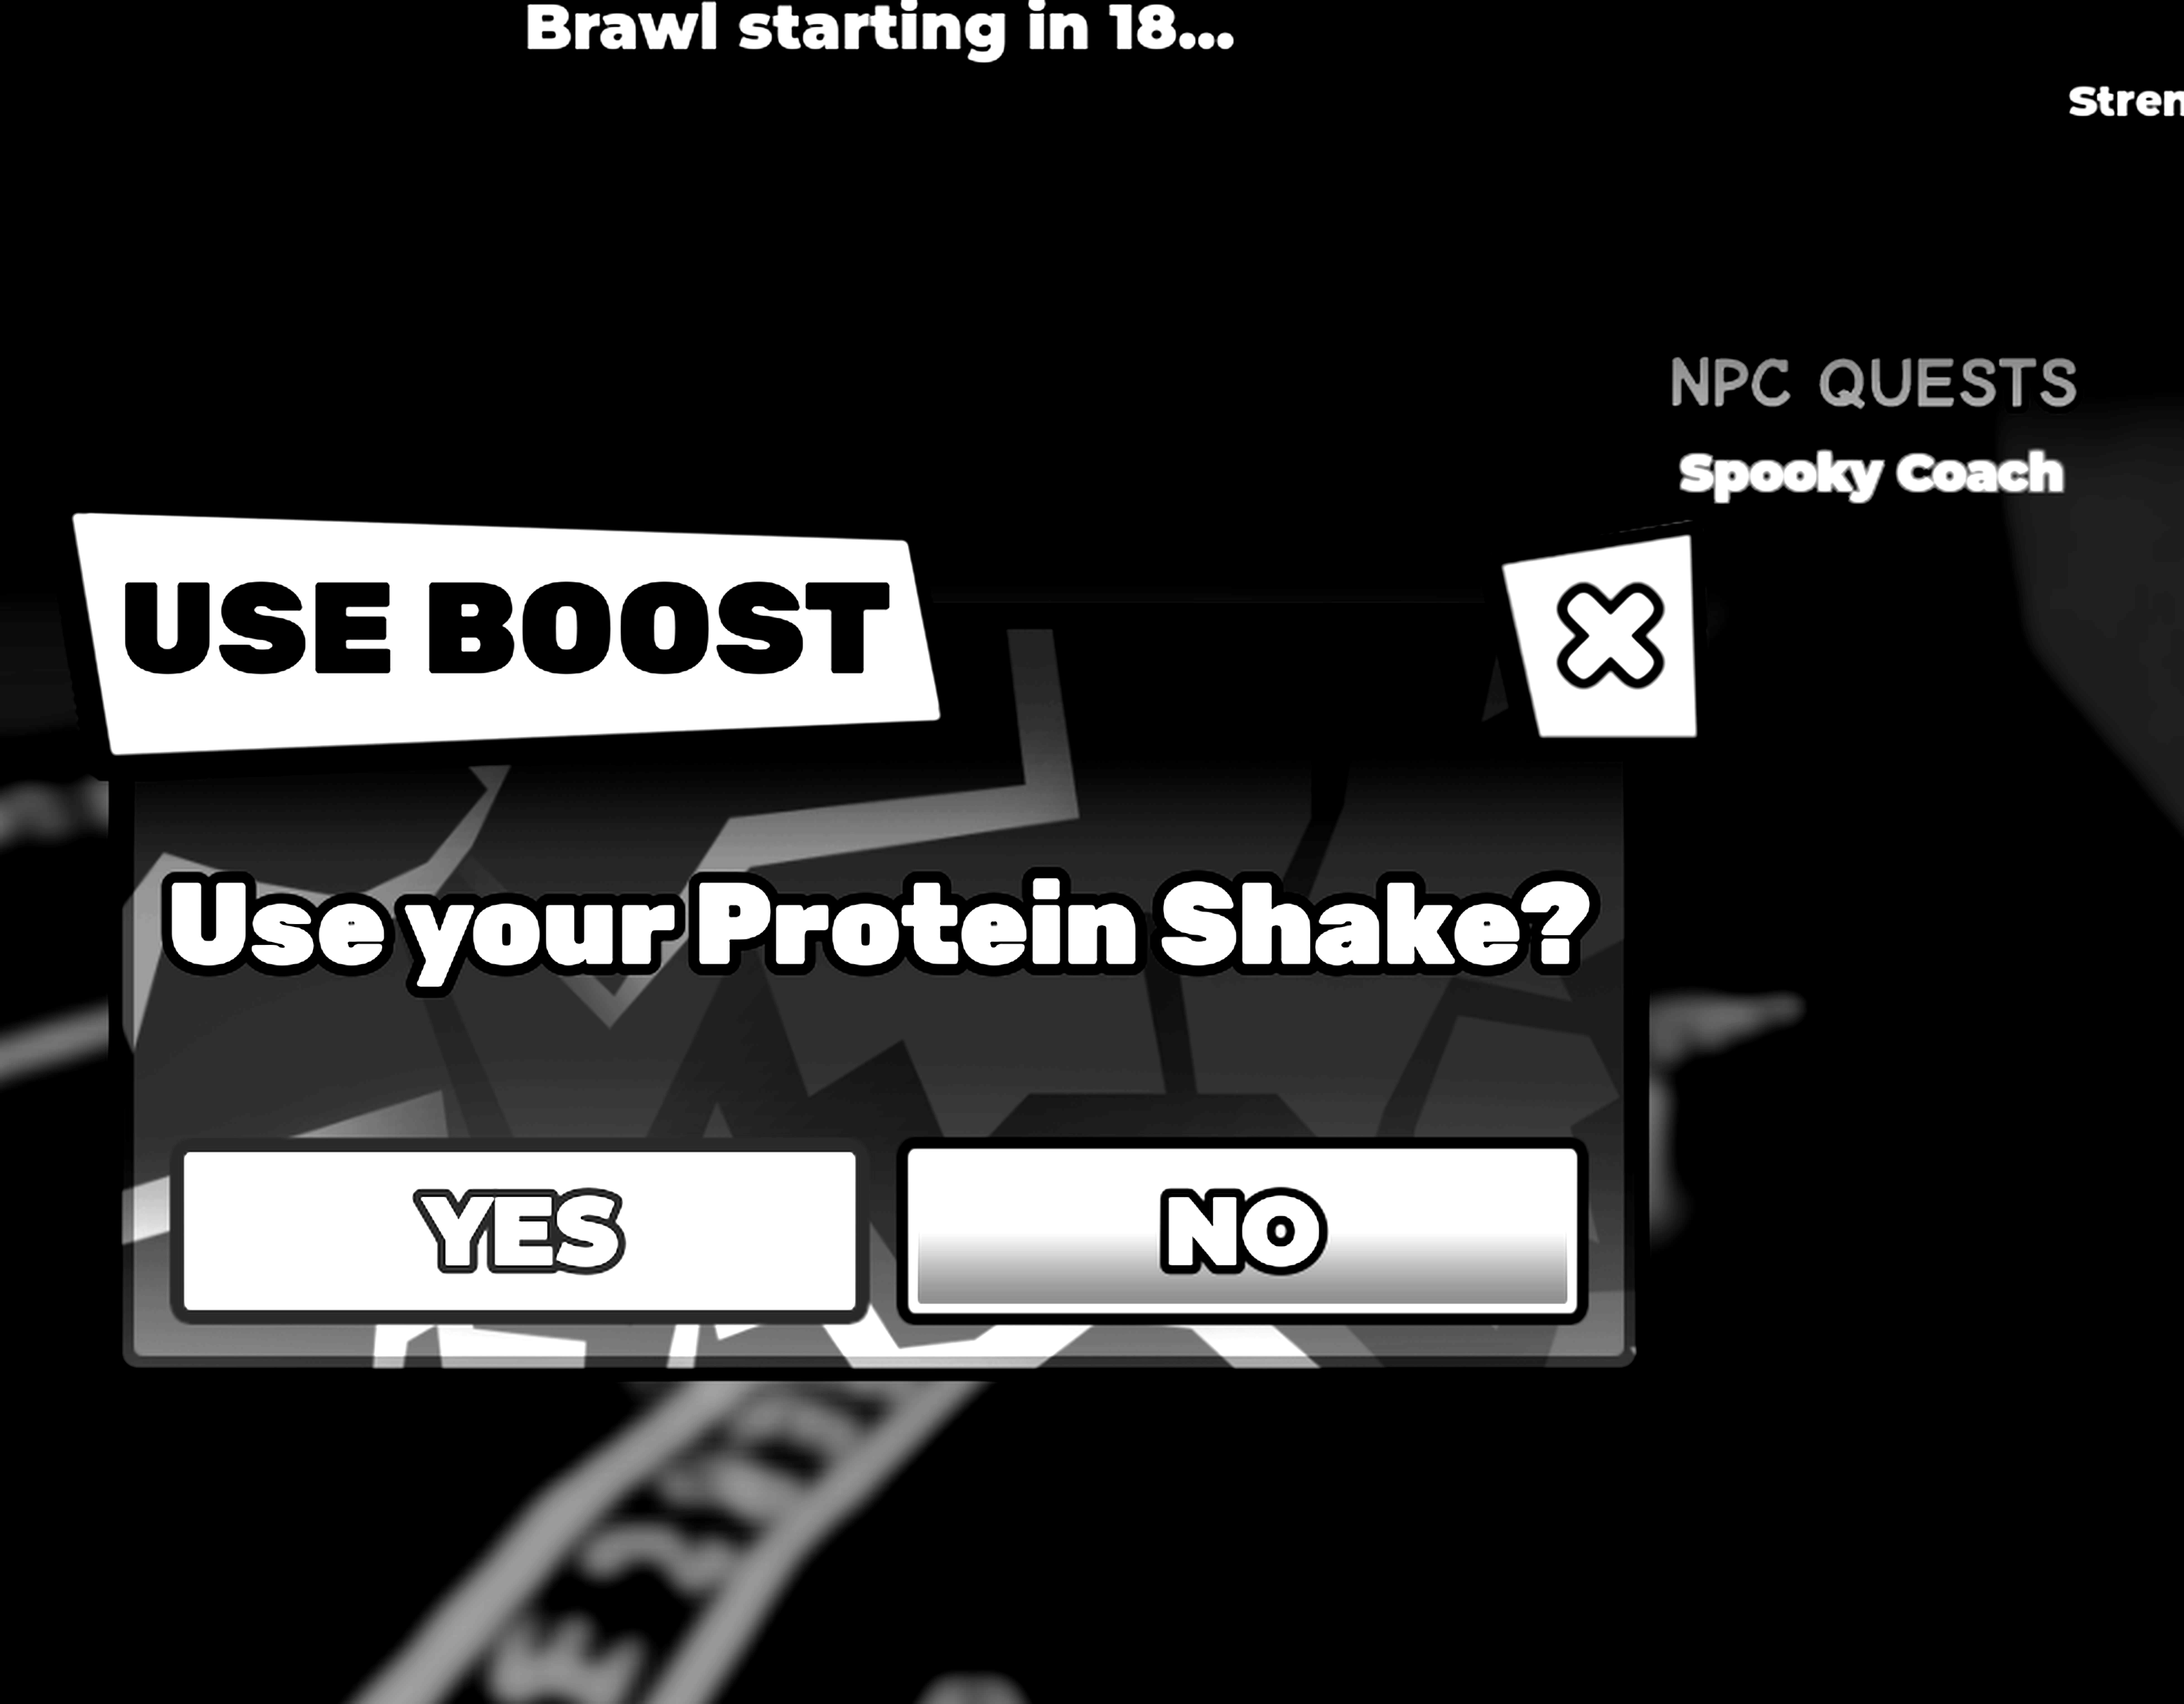 Brawl starting in 18...
Stren
NPC QUESTS
Spooky Coach
USE BOOST
Use your Protein Shake?
YES
NO